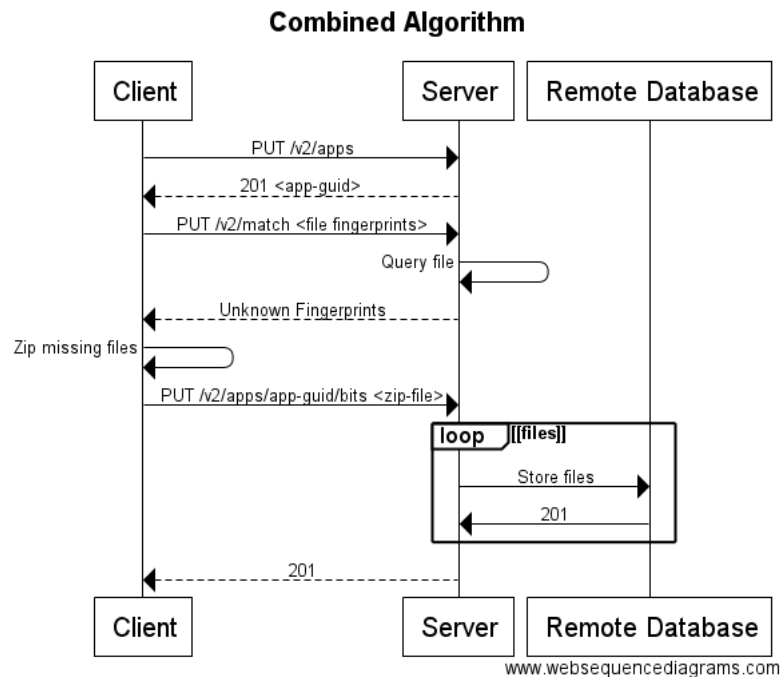 Combined Algorithm
Client
Server
Remote Database
PUT /v2/apps
201 <app-guid>
PUT /v2/match <file fingerprints>
Query file
Unknown Fingerprints
Zip missing files
PUT /v2/apps/app-guid/bits <zip-file>
loop
[[files]]
Store files
201
201
Client
Server
Remote Database
www.websequencediagrams.com